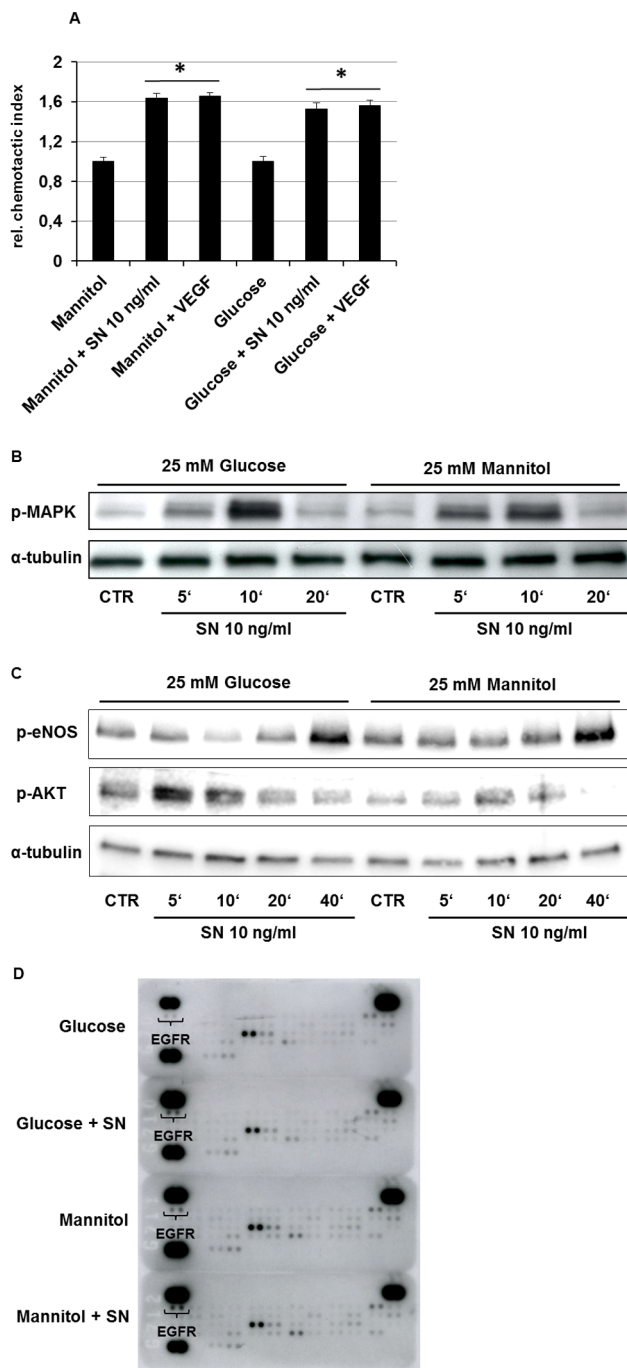 A
rel. chemotactic index
2
1,6
1,2
0,8
0,4
0
*
*
Mannitol
Mannitol + SN 10 ng/ml
Mannitol + VEGF
Glucose
Glucose + SN 10 ng/ml
Glucose + VEGF
B
25 mM Glucose 25 mM Mannitol
p-MAPK
α-tubulin
CTR 5‘ 10‘ 20‘ CTR 5‘ 10‘ 20‘
SN 10 ng/ml SN 10 ng/ml
C
25 mM Glucose 25 mM Mannitol
p-eNOS
p-AKT
α-tubulin
CTR 5‘ 10‘ 20‘ 40‘ CTR 5‘ 10‘ 20‘ 40‘
SN 10 ng/ml SN 10 ng/ml
D
Glucose
EGFR
Glucose + SN
EGFR
Mannitol
EGFR
Mannitol + SN
EGFR